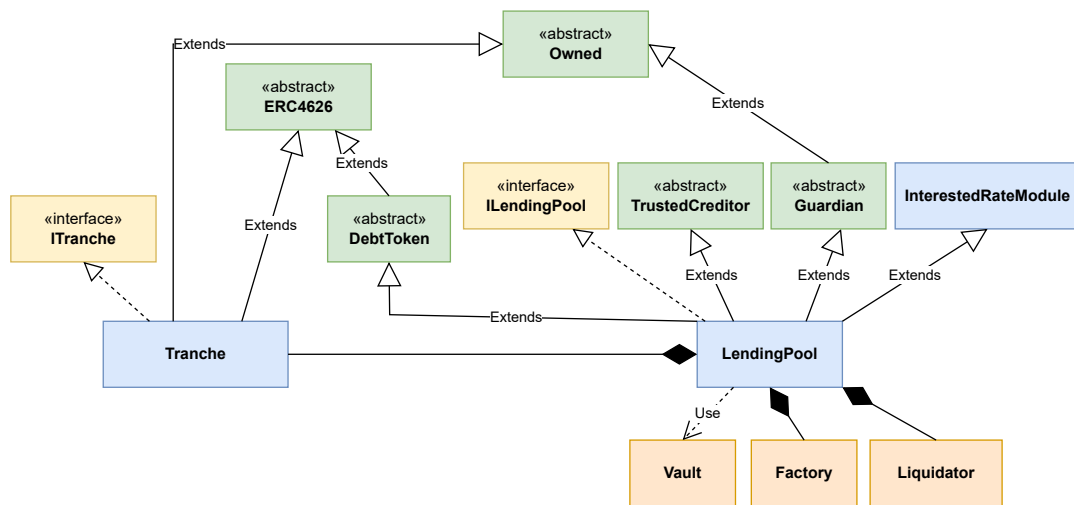 «abstract»
Owned
Extends
«abstract»
ERC4626
Extends
Extends
«interface»
ILendingPool
«abstract»
TrustedCreditor
«abstract»
Guardian
InterestedRateModule
«interface»
ITranche
«abstract»
DebtToken
Extends
Extends
Extends
Extends
Extends
Tranche
LendingPool
Use
Vault
Factory
Liquidator